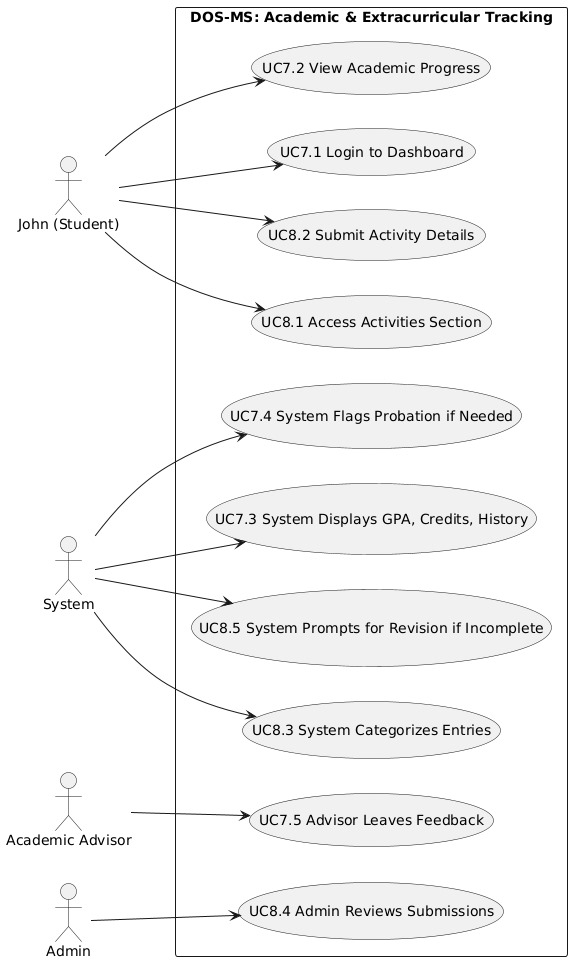 DOS-MS: Academic & Extracurricular Tracking
UC7.2 View Academic Progress
UC7.1 Login to Dashboard
John (Student)
UC8.2 Submit Activity Details
UC8.1 Access Activities Section
UC7.4 System Flags Probation if Needed
UC7.3 System Displays GPA, Credits, History
System
UC8.5 System Prompts for Revision if Incomplete
UC8.3 System Categorizes Entries
Academic Advisor
UC7.5 Advisor Leaves Feedback
UC8.4 Admin Reviews Submissions
Admin